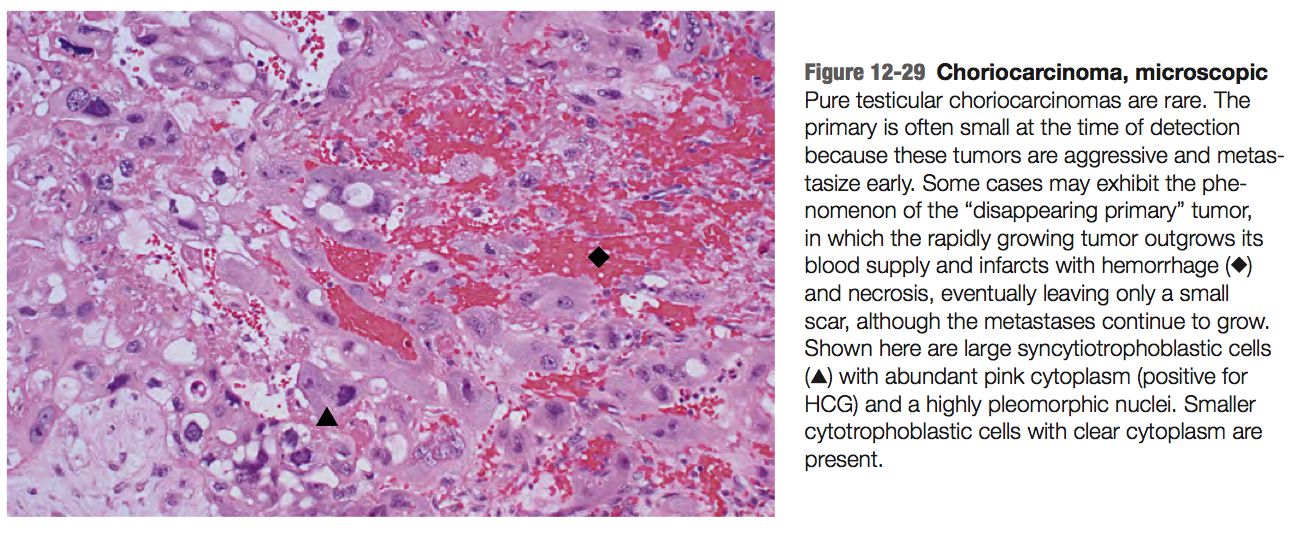 Figure 12-29 Choriocarcinoma, microscopic
Pure testicular choriocarcinomas are rare. The
primary is often small at the time of detection
because these tumors are aggressive and metas-
tasize early. Some cases may exhibit the phe-
nomenon of the “disappearing primary” tumor,
in which the rapidly growing tumor outgrows its
blood supply and infarcts with hemorrhage (◆)
and necrosis, eventually leaving only a small
scar, although the metastases continue to grow.
Shown here are large syncytiotrophoblastic cells
(▲) with abundant pink cytoplasm (positive for
HCG) and a highly pleomorphic nuclei. Smaller
cytotrophoblastic cells with clear cytoplasm are
present.